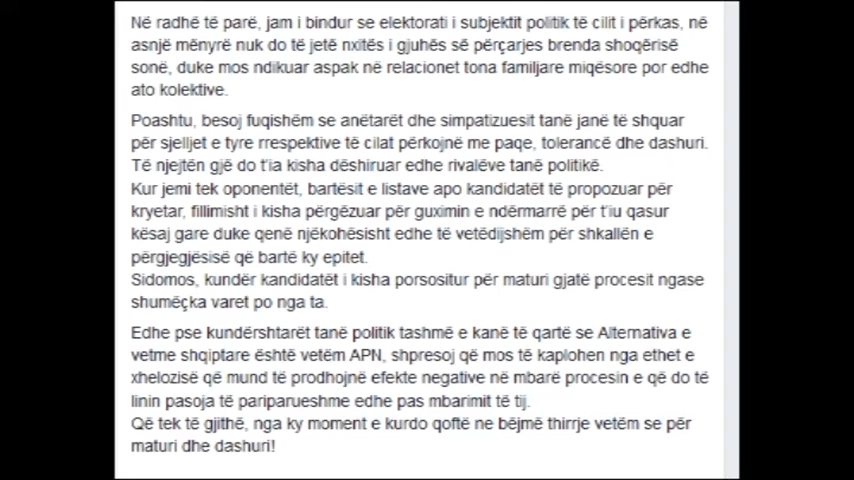 Në radhë të parë, jam i bindur se elektorati i subjektit politik të cilit i përkas, në
asnjë mënyrë nuk do të jetë nxitës i gjuhës së përçarjes brenda shoqërisë
sonë, duke mos ndikuar aspak në relacionet tona familjare miqësore por edhe
ato kolektive.
Poashtu, besoj fuqishëm se anëtarët dhe simpatizuesit tanë janë të shquar
për sjelljet e tyre rrespektive të cilat përkojnë me paqe, tolerancë dhe dashuri.
Të njejtën gjë do t'ia kisha dëshiruar edhe rivalëve tanë politikë.
Kur jemi tek oponentët, bartësit e listave apo kandidatët të propozuar për
kryetar, fillimisht i kisha përgëzuar për guximin e ndërmarrë për t'iu qasur
kësaj gare duke qenë njëkohësisht edhe të vetëdijshëm për shkallën e
përgjegjësisë që bartë ky epitet.
Sidomos, kundër kandidatët i kisha porsositur për maturi gjatë procesit ngase
shumëçka varet po nga ta.
Edhe pse kundërshtarët tanë politik tashmë e kanë të qartë se Alternativa e
vetme shqiptare është vetëm APN, shpresoj që mos të kaplohen nga ethet e
xhelozisë që mund të prodhojnë efekte negative në mbarë procesin e që do të
linin pasoja të pariparueshme edhe pas mbarimit të tij.
Që tek të gjithë, nga ky moment e kurdo qoftë ne bëjmë thirrje vetëm se për
maturi dhe dashuri!